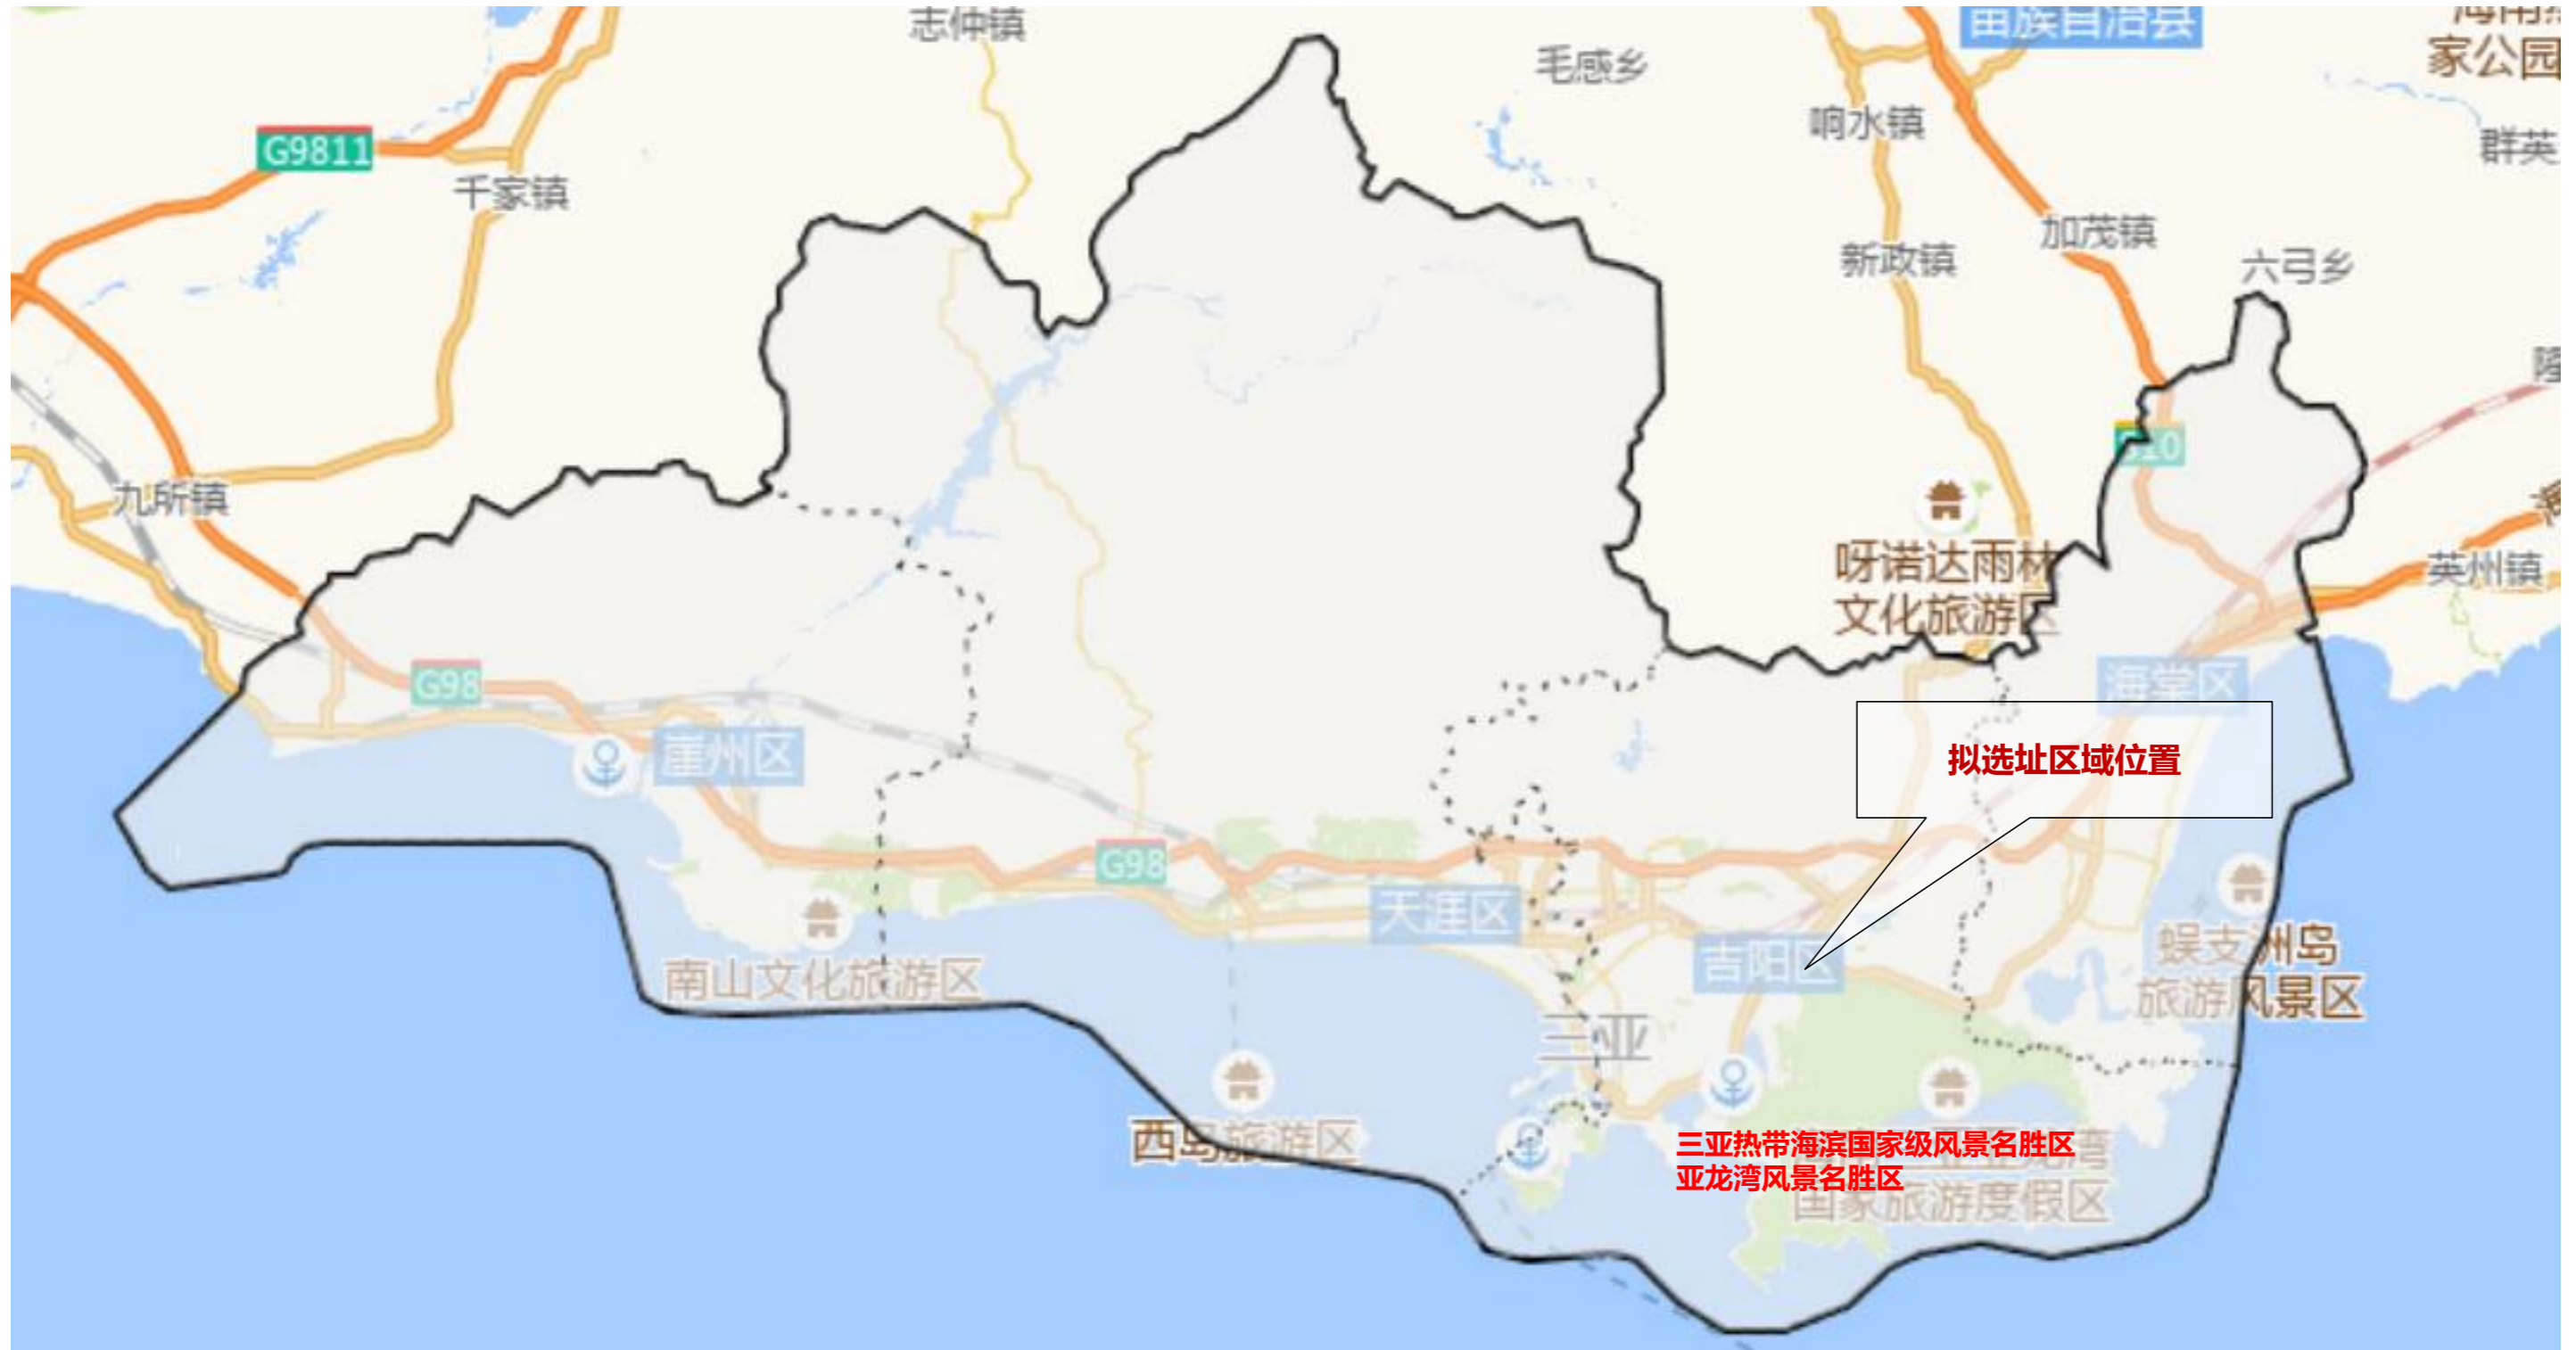 志仲镇
毛感乡
苗族自治县
家公园
响水镇
群英
G9811
千家镇
加茂镇
新政镇
六弓乡
隆
S10
九所镇
呀诺达雨林
文化旅游区
英州镇
海棠区
G98
崖州区
拟选址区域位置
G98
天涯区
吉阳区
蜈支洲岛
旅游风景区
南山文化旅游区
三亚
西岛旅游区
三亚热带海滨国家级风景名胜区
亚龙湾风景名胜区
湾
国家旅游度假区